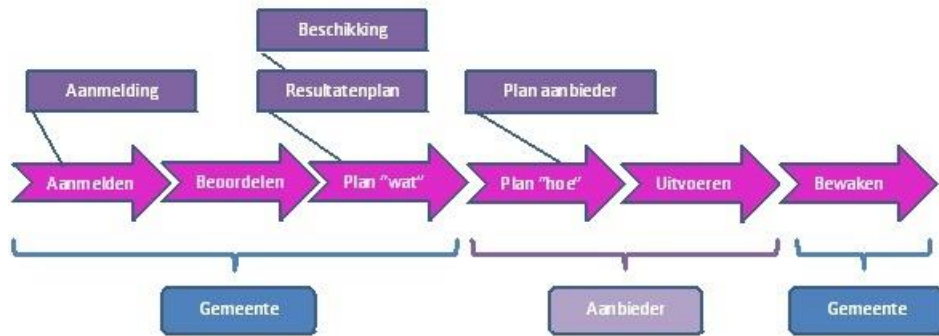 Beschikking
Aanmelding
Resultatenplan
Plan aanbieder
Aanmelden
Beoordelen
Plan "wat"
Plan "hoe"
Uitvoeren
Bewaken
Gemeente
Aanbieder
Gemeente